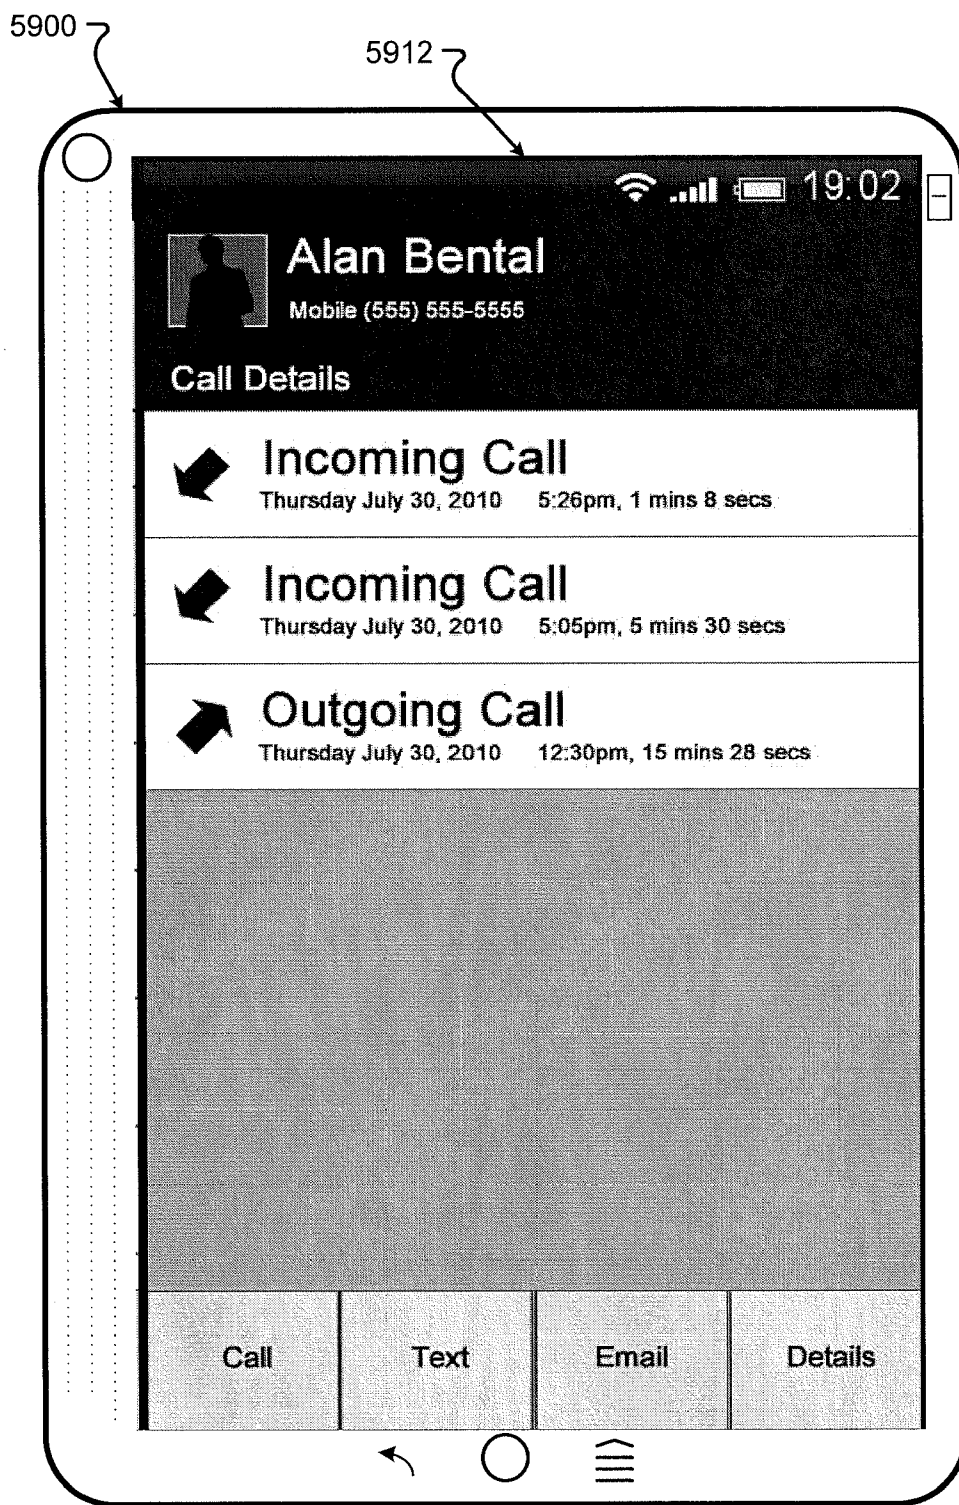 5900
5912
19:02
Alan Bental
Mobile (555) 555-5555
Call Details
Incoming Call
Thursday July 30, 2010 5:26pm, 1 mins 8 secs
Incoming Call
Thursday July 30, 2010 5:05pm, 5 mins 30 secs
Outgoing Call
Thursday July 30, 2010 12:30pm, 15 mins 28 secs
Call Text Email Details